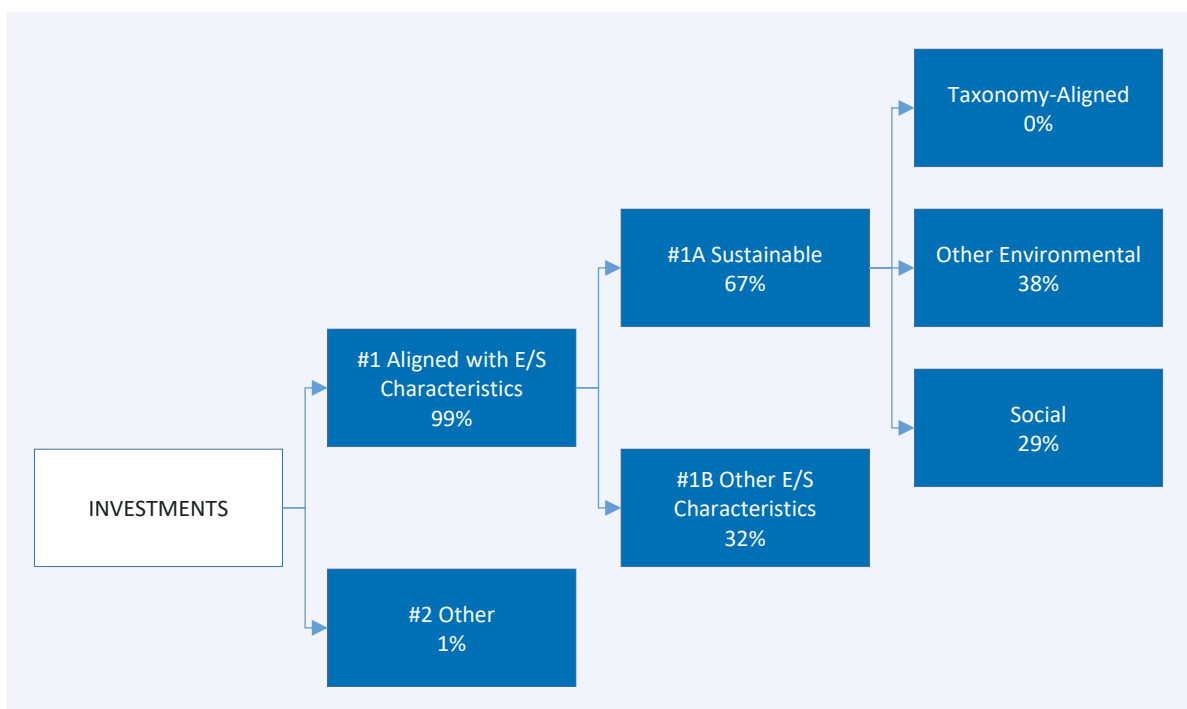 INVESTMENTS
#1 Aligned with E/S
Characteristics
99%
#2 Other
1%
#1A Sustainable
67%
#1B Other E/S
Characteristics
32%
Taxonomy-Aligned
0%
Other Environmental
38%
Social
29%